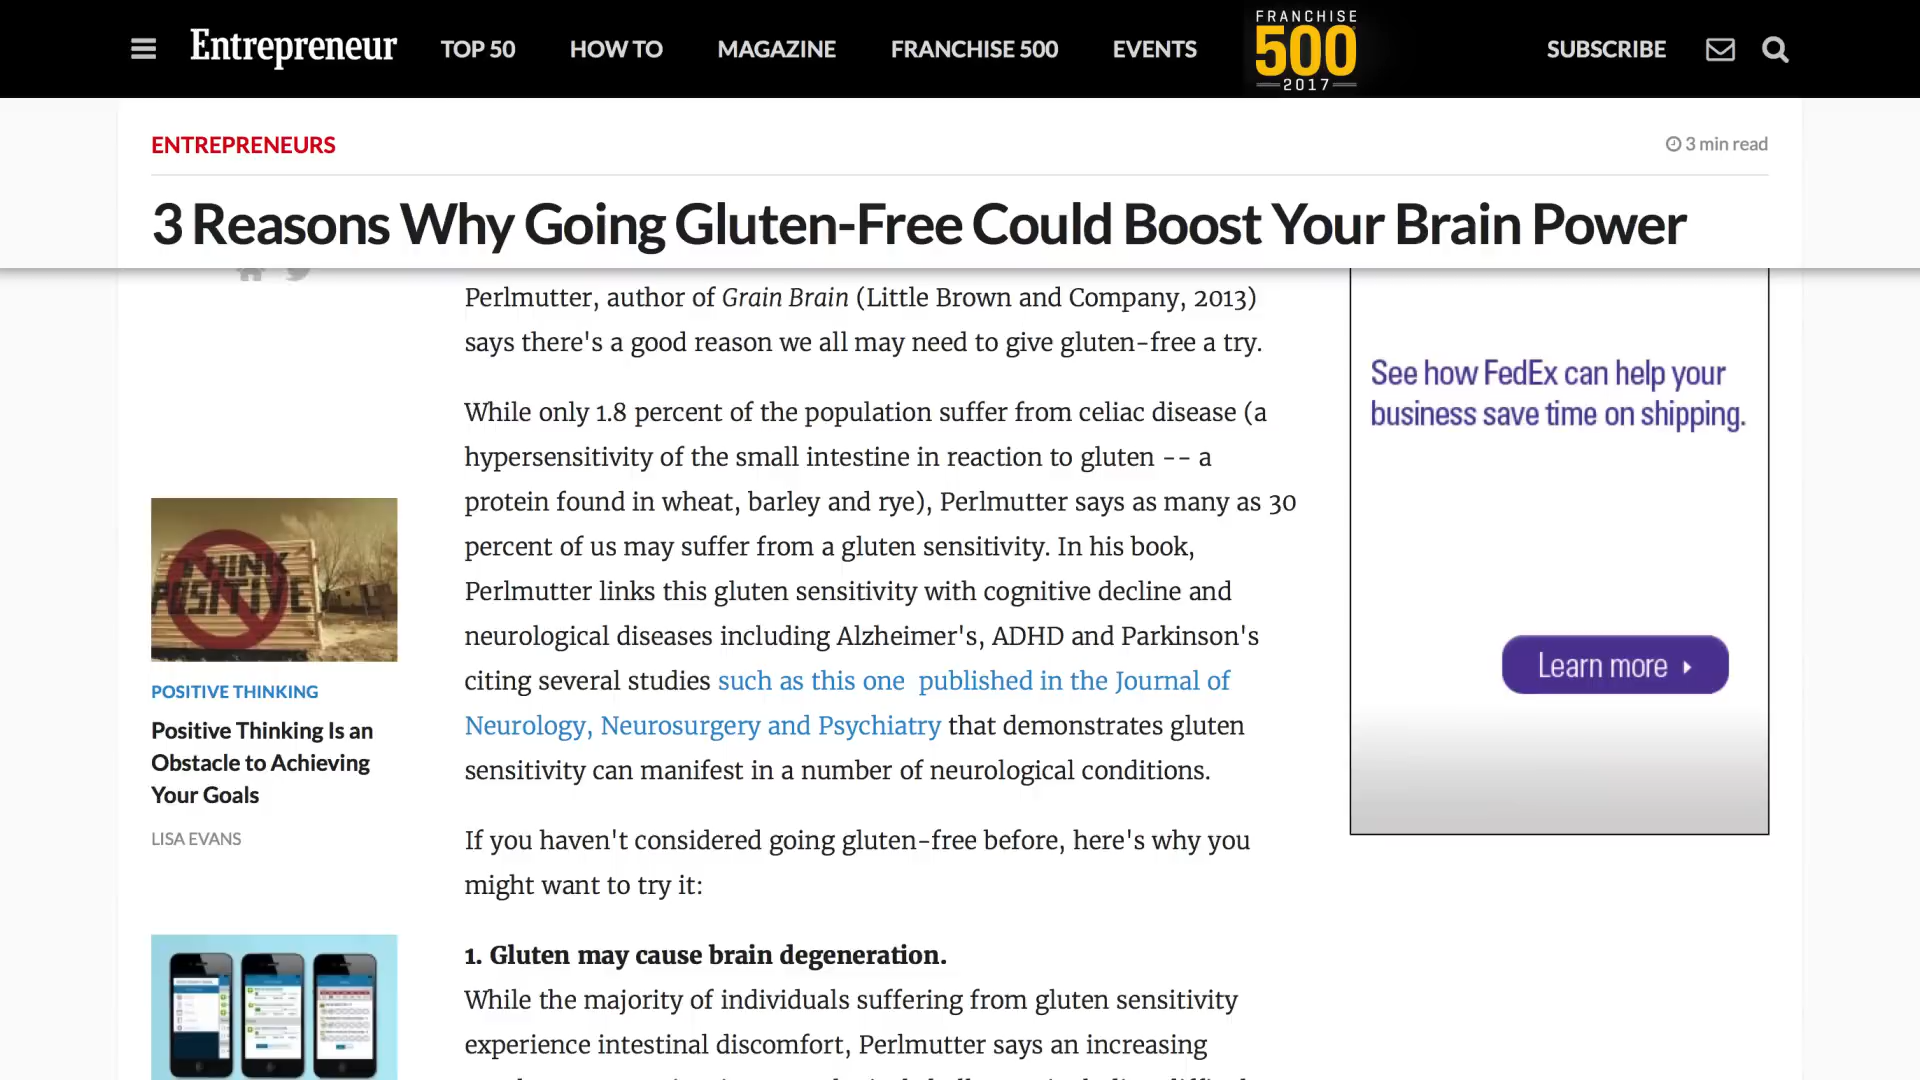 Entrepreneur
TOP 50
HOW TO
MAGAZINE
FRANCHISE 500
EVENTS
FRANCHISE
500
2017
SUBSCRIBE
ENTREPRENEURS
3 min read
3 Reasons Why Going Gluten-Free Could Boost Your Brain Power
Perlmutter, author of Grain Brain (Little Brown and Company, 2013)
says there's a good reason we all may need to give gluten-free a try.
While only 1.8 percent of the population suffer from celiac disease (a
hypersensitivity of the small intestine in reaction to gluten -- a
protein found in wheat, barley and rye), Perlmutter says as many as 30
percent of us may suffer from a gluten sensitivity. In his book,
Perlmutter links this gluten sensitivity with cognitive decline and
neurological diseases including Alzheimer's, ADHD and Parkinson's
citing several studies such as this one published in the Journal of
Neurology, Neurosurgery and Psychiatry that demonstrates gluten
sensitivity can manifest in a number of neurological conditions.
If you haven't considered going gluten-free before, here's why you
might want to try it:
1. Gluten may cause brain degeneration.
While the majority of individuals suffering from gluten sensitivity
experience intestinal discomfort, Perlmutter says an increasing
THINK
POSITIVE
POSITIVE THINKING
Positive Thinking Is an
Obstacle to Achieving
Your Goals
LISA EVANS
See how FedEx can help your
business save time on shipping.
Learn more